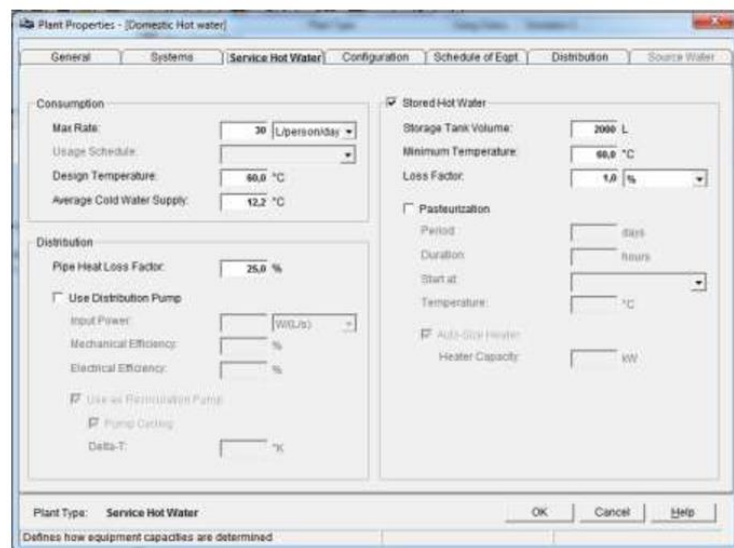 Plant Properties - [Domestic Hot water]
General Systems Service Hot Water Configuration Schedule of Eqpt. Distribution Source Water
Consumption
Max Rate: 30 L/person/day
Usage Schedule:
Design Temperature: 60,0 °C
Average Cold Water Supply: 12,2 °C
Distribution
Pipe Heat Loss Factor: 25,0 %
Use Distribution Pump
Input Power: W/(L/s)
Mechanical Efficiency: %
Electrical Efficiency: %
Use as Recirculation Pump
Pump Cycling
Delta-T: °K
Stored Hot Water
Storage Tank Volume: 2000 L
Minimum Temperature: 60,0 °C
Loss Factor: 1,0 %
Pasteurization
Period: days
Duration: hours
Start at:
Temperature: °C
Auto-Size Heater
Heater Capacity: kW
Plant Type: Service Hot Water OK Cancel Help
Defines how equipment capacities are determined